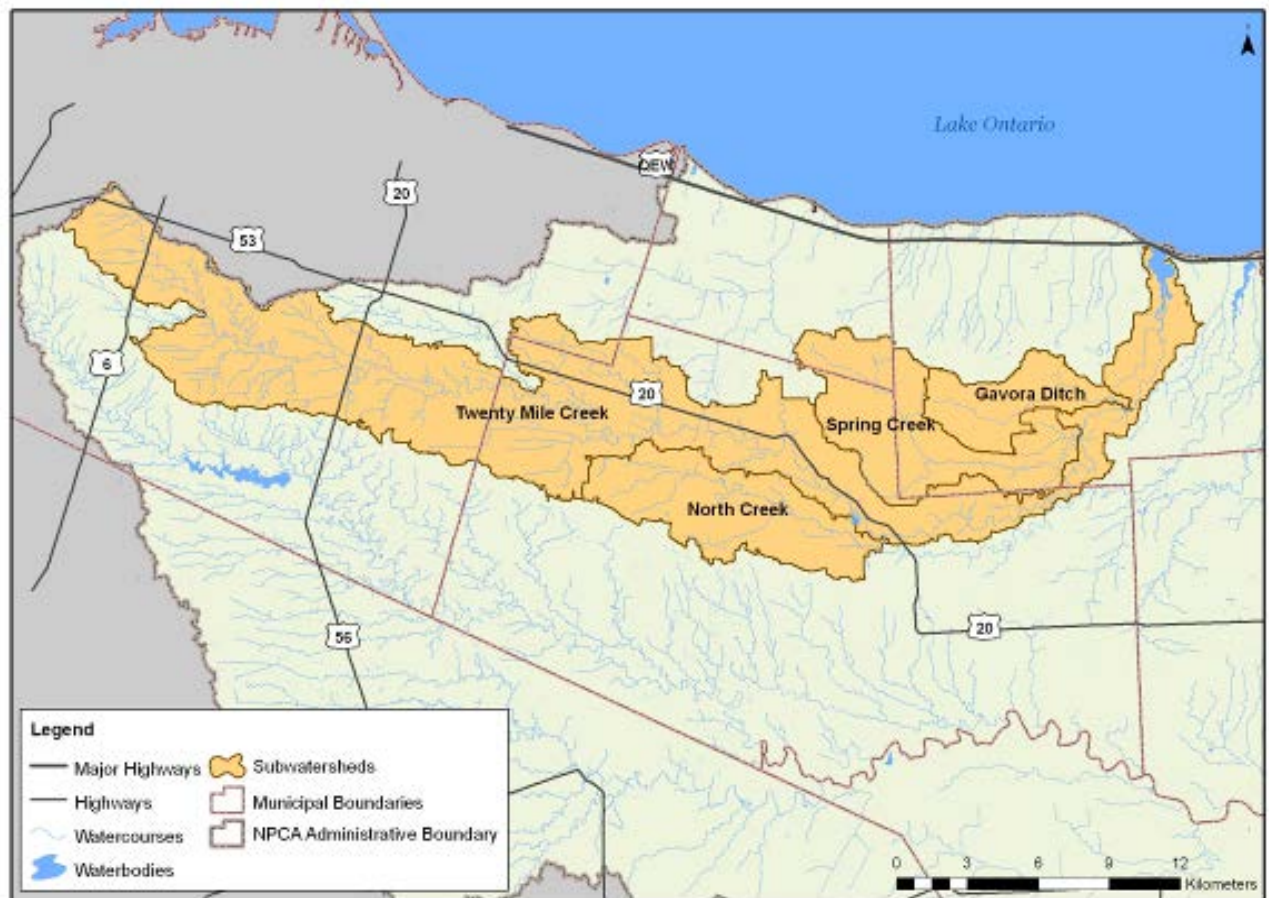 Lake Ontario
QEW
20
53
6
20
Twenty Mile Creek
Spring Creek
Gavora Ditch
North Creek
20
56
Legend
Major Highways
Highways
Watercourses
Waterbodies
Subwatersheds
Municipal Boundaries
NPCA Administrative Boundary
0 3 6 9 12
Kilometers